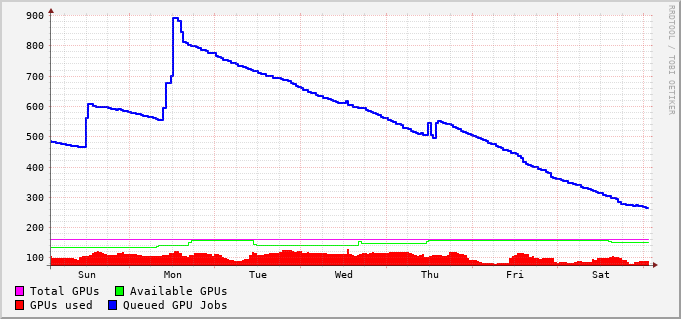 900
800
700
600
500
400
300
200
100
Sun Mon Tue Wed Thu Fri Sat
Total GPUs Available GPUs
GPUs used Queued GPU Jobs
RRDTOOL / TOBI OETIKER